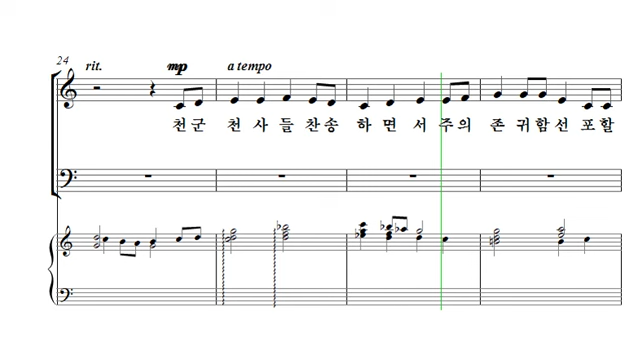 24
rit.
mp
a tempo
천군 천 사 들 찬송 하 면 서 주의 존 귀함 선 포할